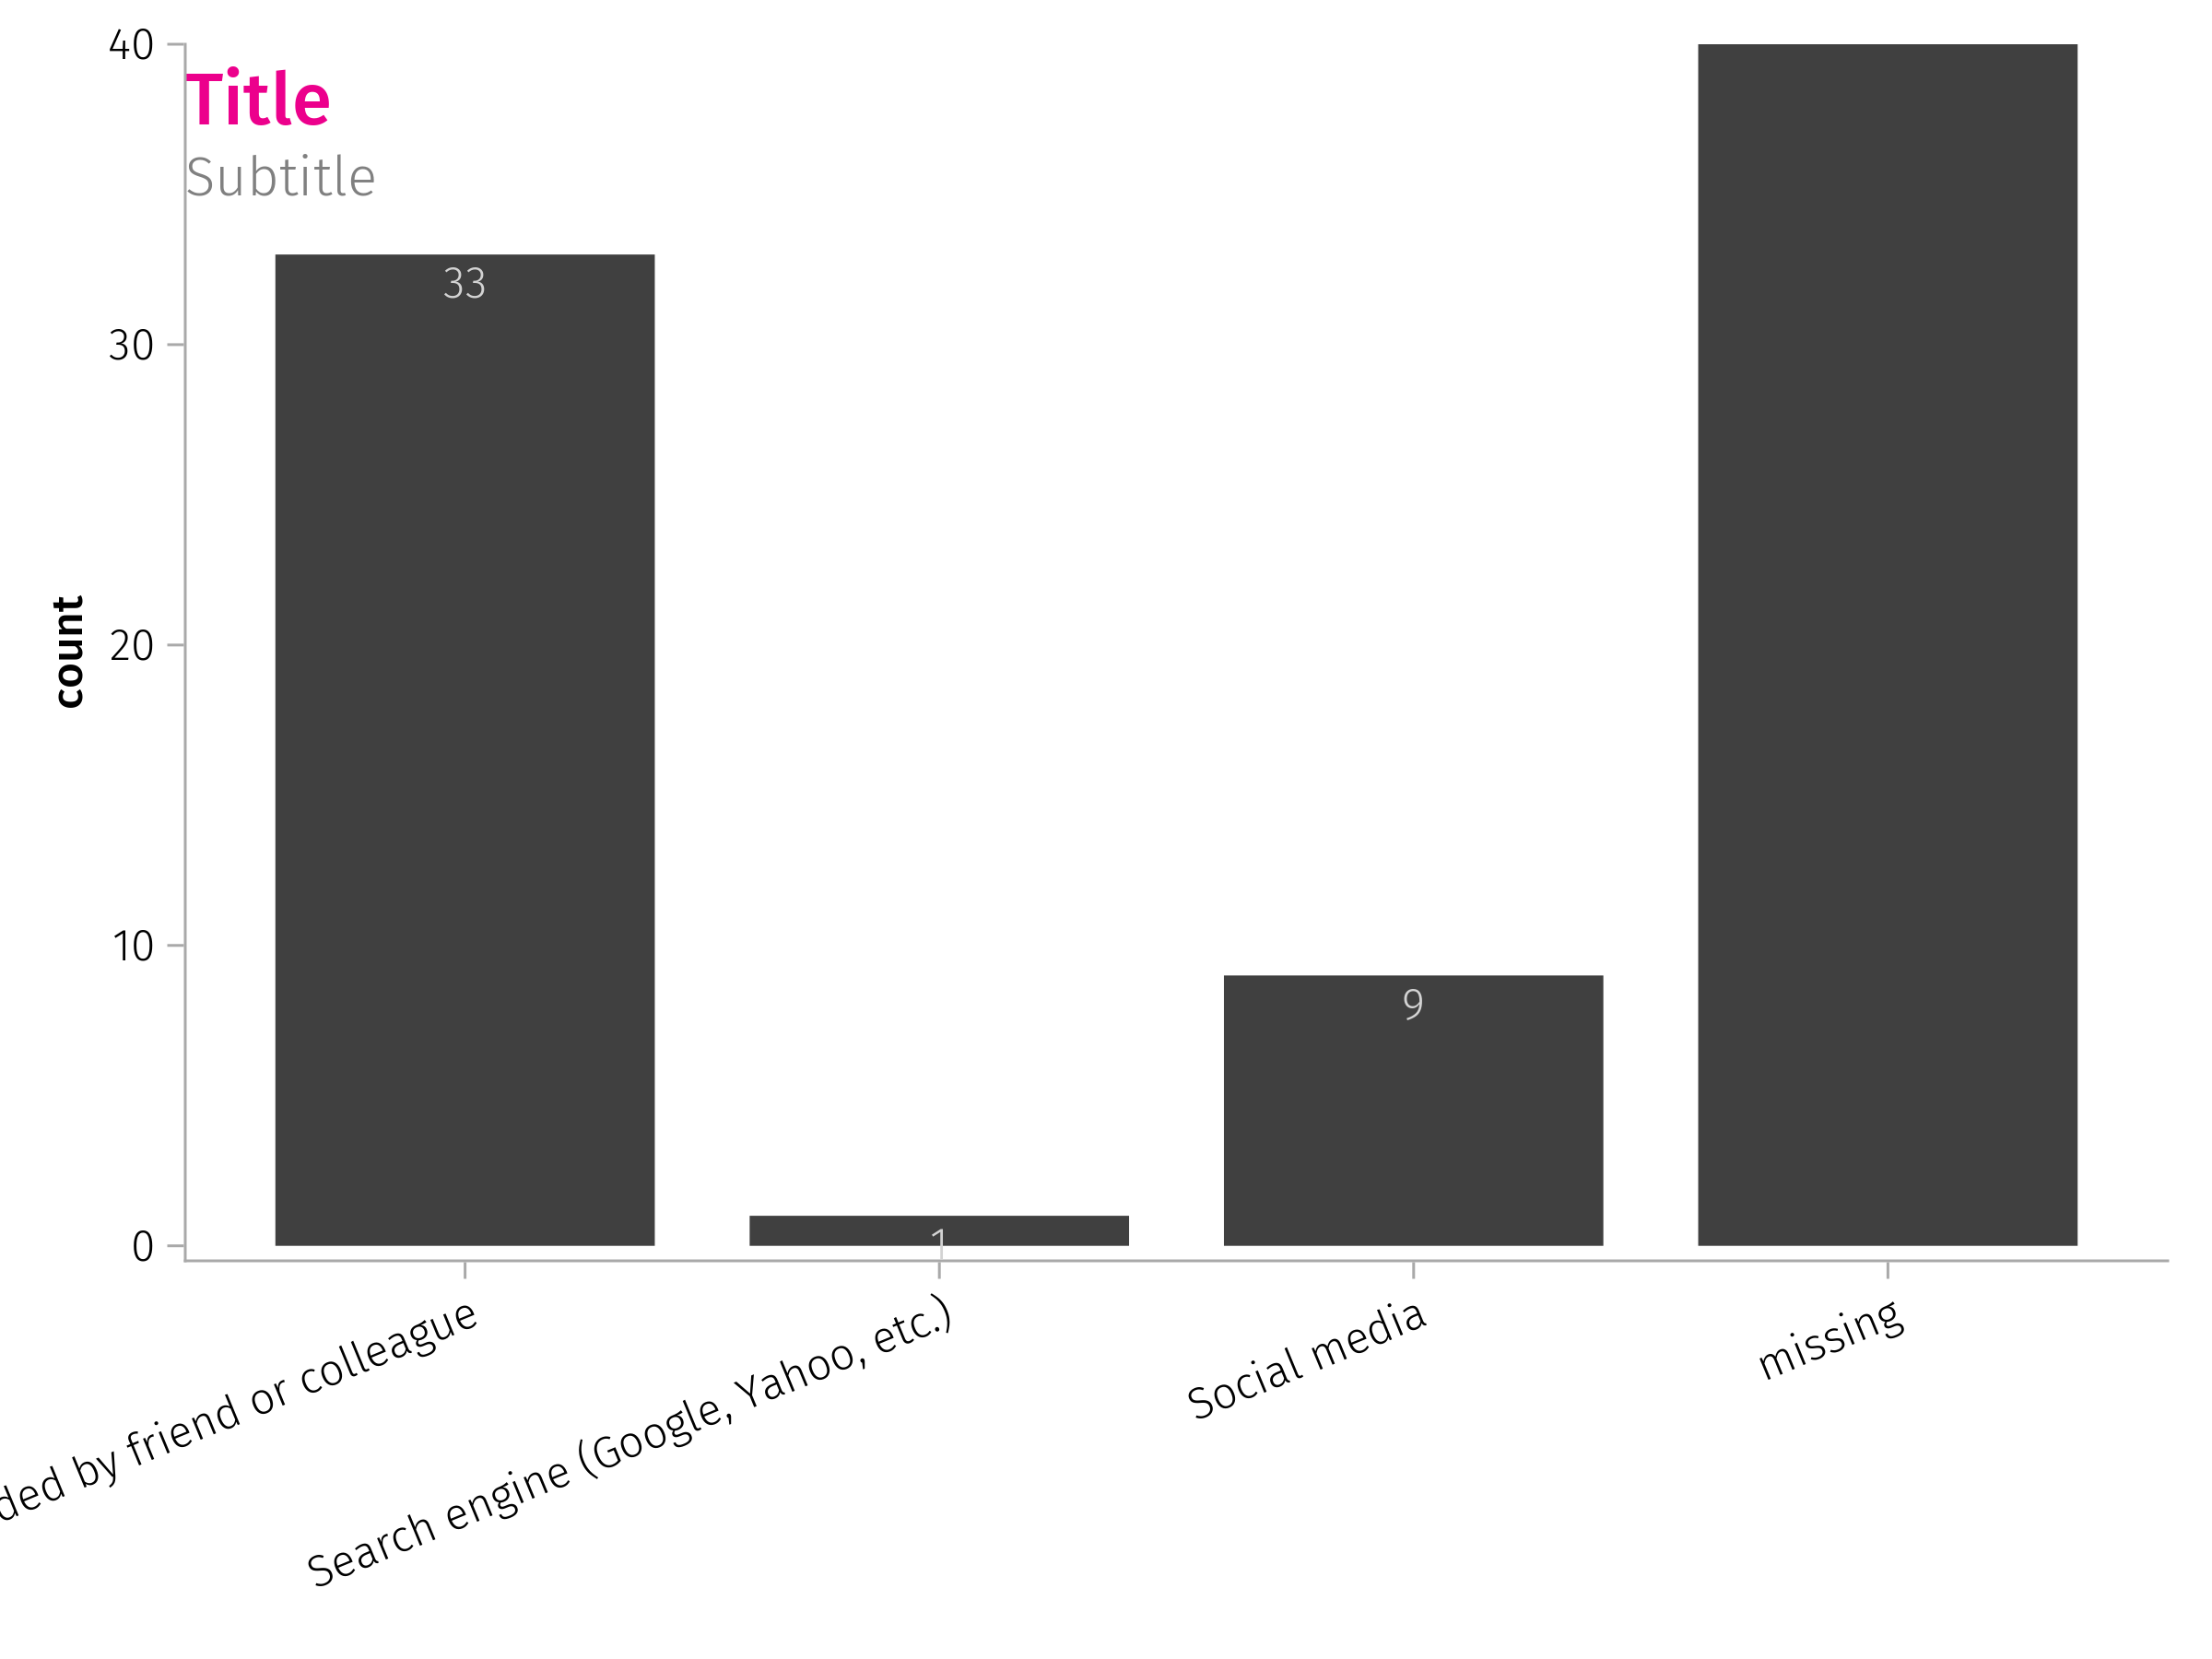 40
Title
Subtitle
33
30
count
20
10
9
1
0
by friend or colleague
Search engine (Google, Yahoo, etc.)
Social media
missing